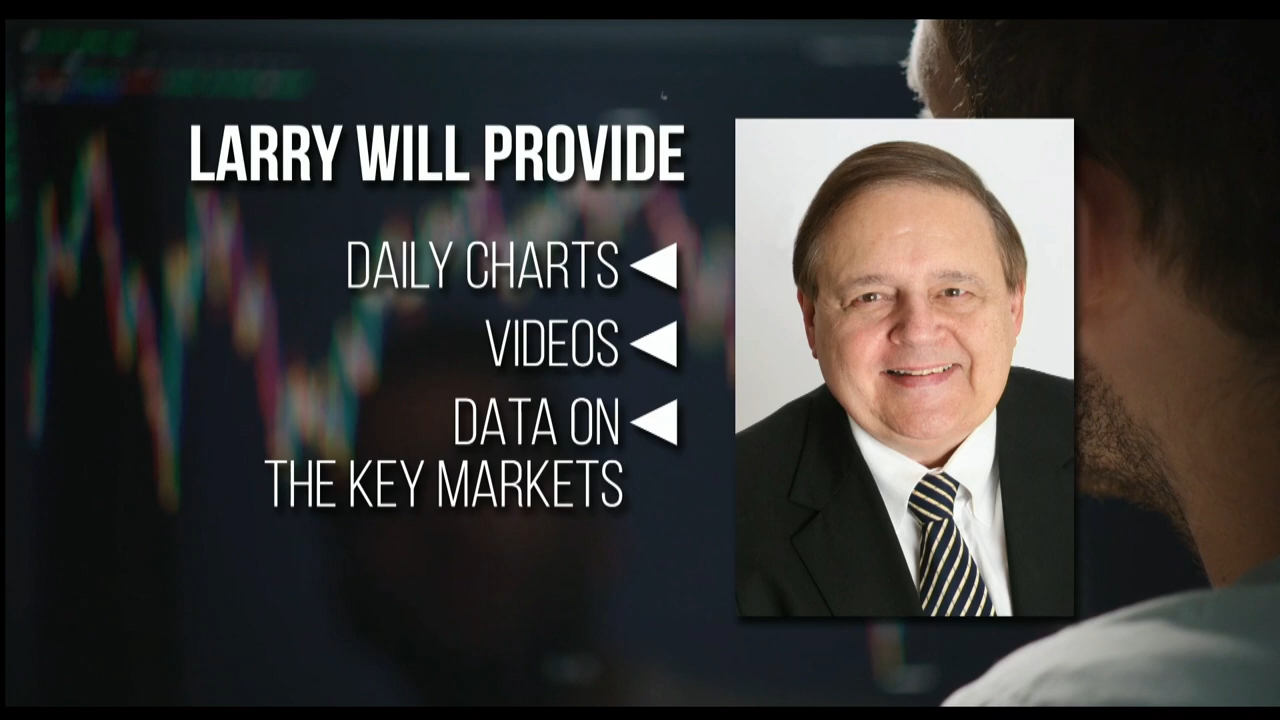 LARRY WILL PROVIDE
DAILY CHARTS
VIDEOS
DATA ON
THE KEY MARKETS